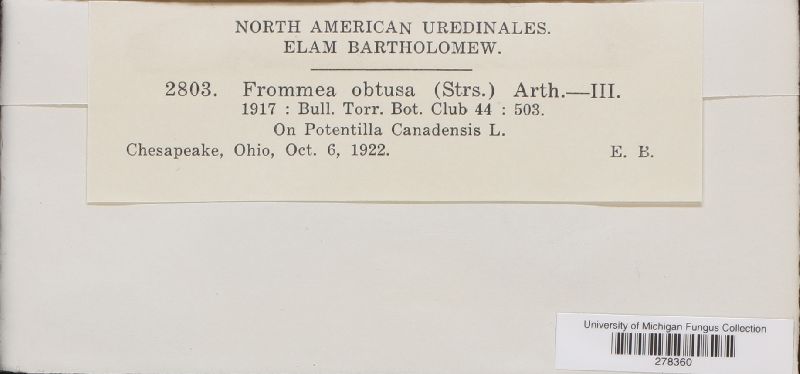 NORTH AMERICAN UREDINALES.
ELAM BARTHOLOMEW.
2803. Frommea obtusa (Strs.) Arth.—III.
1917 : Bull. Torr. Bot. Club 44 : 503.
On Potentilla Canadensis L.
Chesapeake, Ohio, Oct. 6, 1922. E. B.
University of Michigan Fungus Collection
278360